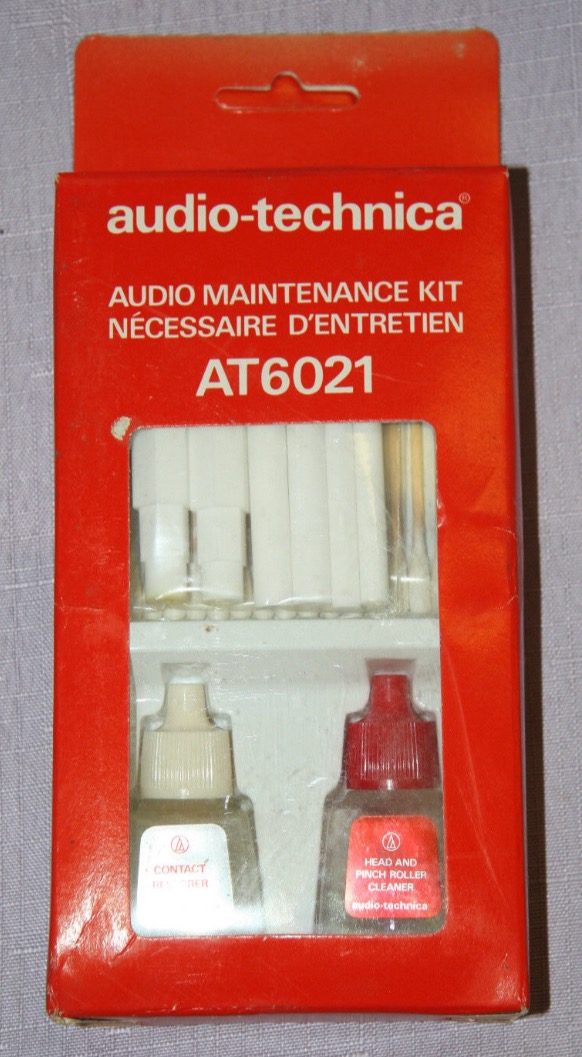 audio-technica®
AUDIO MAINTENANCE KIT
NÉCESSAIRE D'ENTRETIEN
AT6021
CONTACT
HEAD AND
PINCH ROLLER
CLEANER
audio-technica